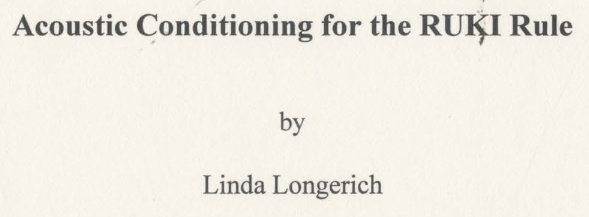 Acoustic Conditioning for the RUKI Rule
by
Linda Longerich